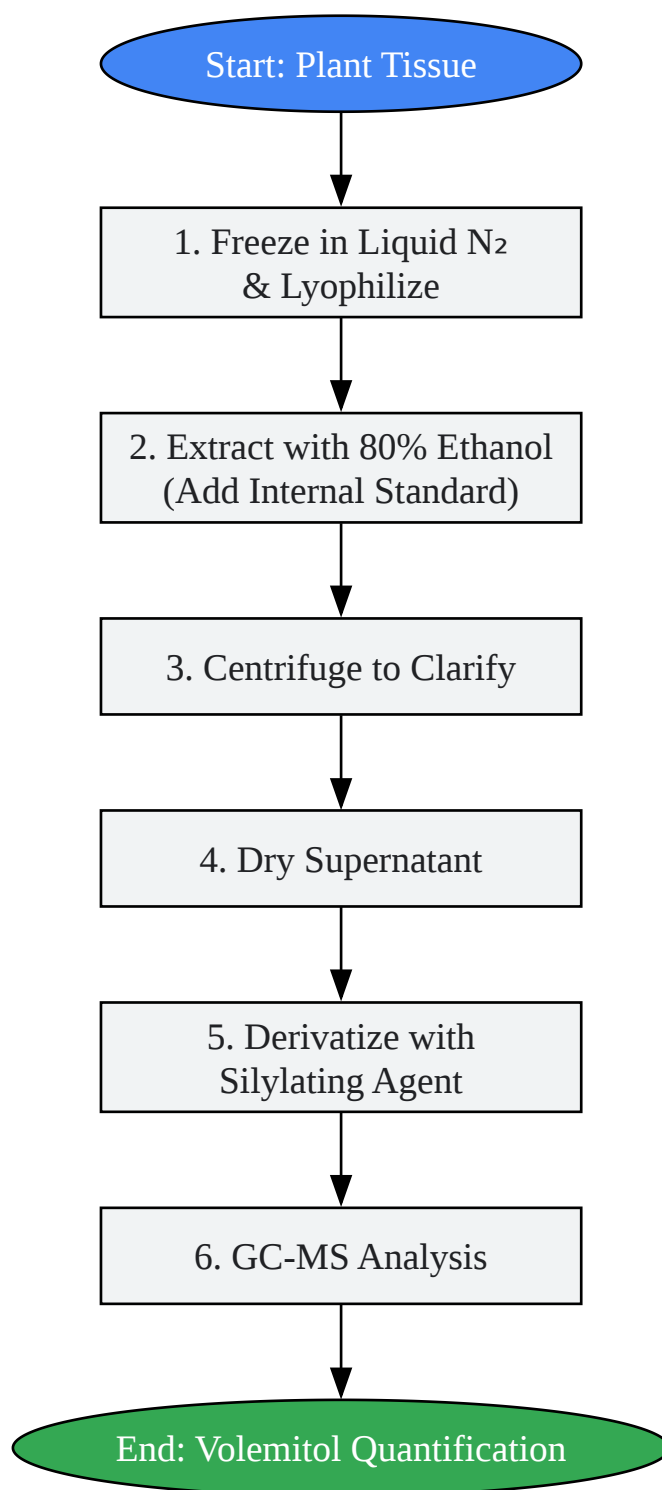 Start: Plant Tissue
1. Freeze in Liquid N₂
& Lyophilize
2. Extract with 80% Ethanol
(Add Internal Standard)
3. Centrifuge to Clarify
4. Dry Supernatant
5. Derivatize with
Silylating Agent
6. GC-MS Analysis
End: Volemitol Quantification